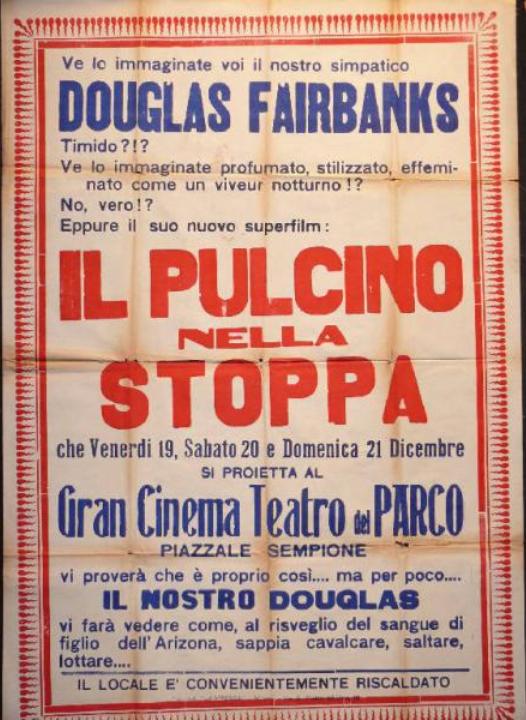 Ve lo immaginate voi il nostro simpatico
DOUGLAS FAIRBANKS
Timido?!?
Ve lo immaginate profumato, stilizzato, effemi-
nato come un viveur notturno!?
No, vero!?
Eppure il suo nuovo superfilm:
IL PULCINO
NELLA
STOPPA
che Venerdi 19, Sabato 20 e Domenica 21 Dicembre
SI PROIETTA AL
Gran Cinema Teatro del PARCO
PIAZZALE SEMPIONE
vi proverà che è proprio così.... ma per poco....
IL NOSTRO DOUGLAS
vi farà vedere come, al risveglio del sangue di
figlio dell'Arizona, sappia cavalcare, saltare,
lottare....
IL LOCALE E' CONVENIENTEMENTE RISCALDATO